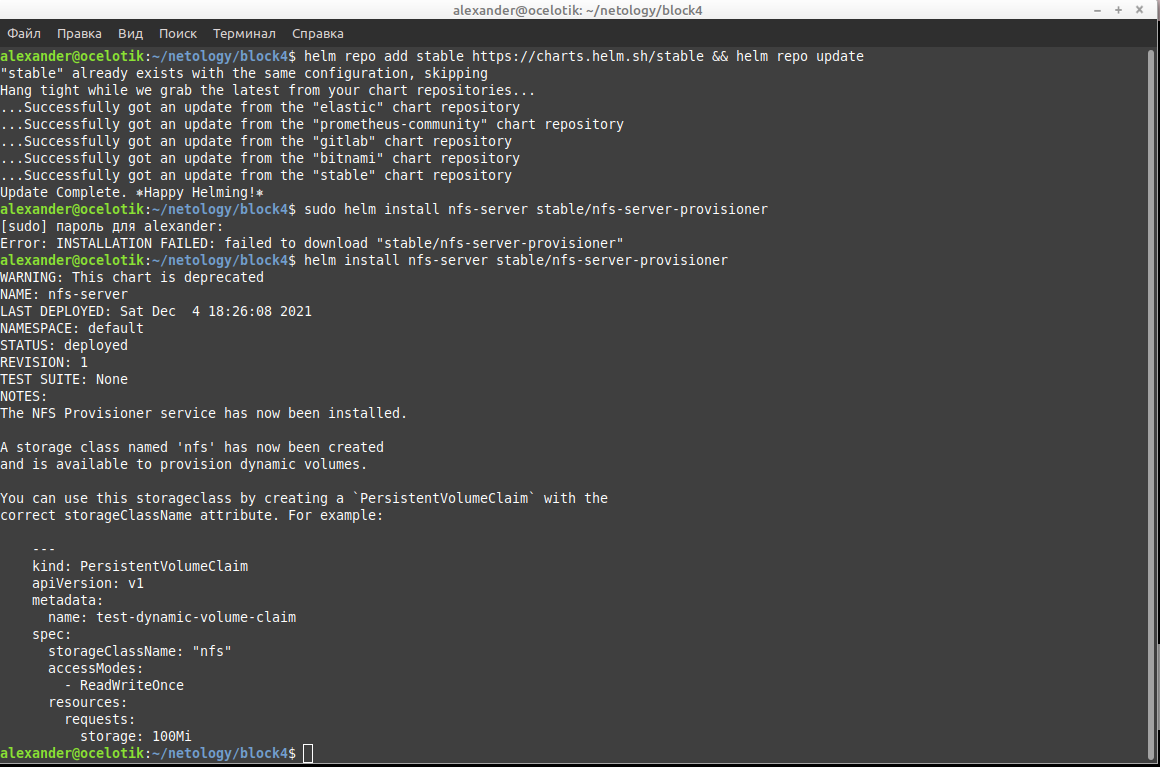 alexander@ocelotik: ~/netology/block4
Файл Правка Вид Поиск Терминал Справка
alexander@ocelotik:~/netology/block4$ helm repo add stable https://charts.helm.sh/stable && helm repo update
"stable" already exists with the same configuration, skipping
Hang tight while we grab the latest from your chart repositories...
...Successfully got an update from the "elastic" chart repository
...Successfully got an update from the "prometheus-community" chart repository
...Successfully got an update from the "gitlab" chart repository
...Successfully got an update from the "bitnami" chart repository
...Successfully got an update from the "stable" chart repository
Update Complete. ⎈Happy Helming!⎈
alexander@ocelotik:~/netology/block4$ sudo helm install nfs-server stable/nfs-server-provisioner
[sudo] пароль для alexander:
Error: INSTALLATION FAILED: failed to download "stable/nfs-server-provisioner"
alexander@ocelotik:~/netology/block4$ helm install nfs-server stable/nfs-server-provisioner
WARNING: This chart is deprecated
NAME: nfs-server
LAST DEPLOYED: Sat Dec  4 18:26:08 2021
NAMESPACE: default
STATUS: deployed
REVISION: 1
TEST SUITE: None
NOTES:
The NFS Provisioner service has now been installed.

A storage class named 'nfs' has now been created
and is available to provision dynamic volumes.

You can use this storageclass by creating a `PersistentVolumeClaim` with the
correct storageClassName attribute. For example:

    ---
    kind: PersistentVolumeClaim
    apiVersion: v1
    metadata:
      name: test-dynamic-volume-claim
    spec:
      storageClassName: "nfs"
      accessModes:
        - ReadWriteOnce
      resources:
        requests:
          storage: 100Mi
alexander@ocelotik:~/netology/block4$